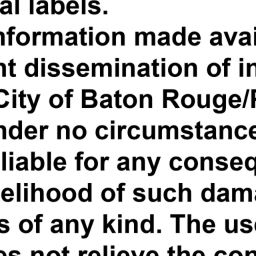 al labels.
nformation made avai
nt dissemination of in
City of Baton Rouge/P
nder no circumstance
liable for any conseq
elihood of such dama
s of any kind. The use
es not relieve the con